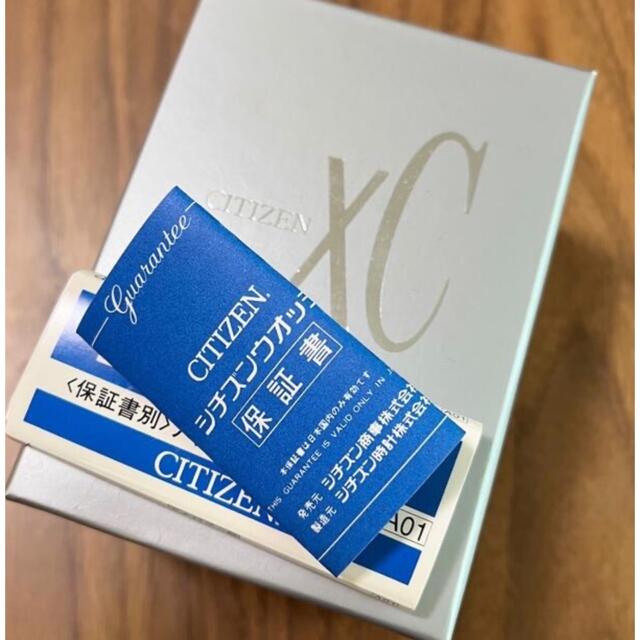 CITIZEN
XC
Guarantee
CITIZEN
シチズンウオッチ
保証書
本保証書は日本国内のみ有効です
THIS GUARANTEE IS VALID ONLY IN
発売元 シチズン商事株式会社
製造元 シチズン時計株式会社
〈保証書別〉
CITIZEN
A01